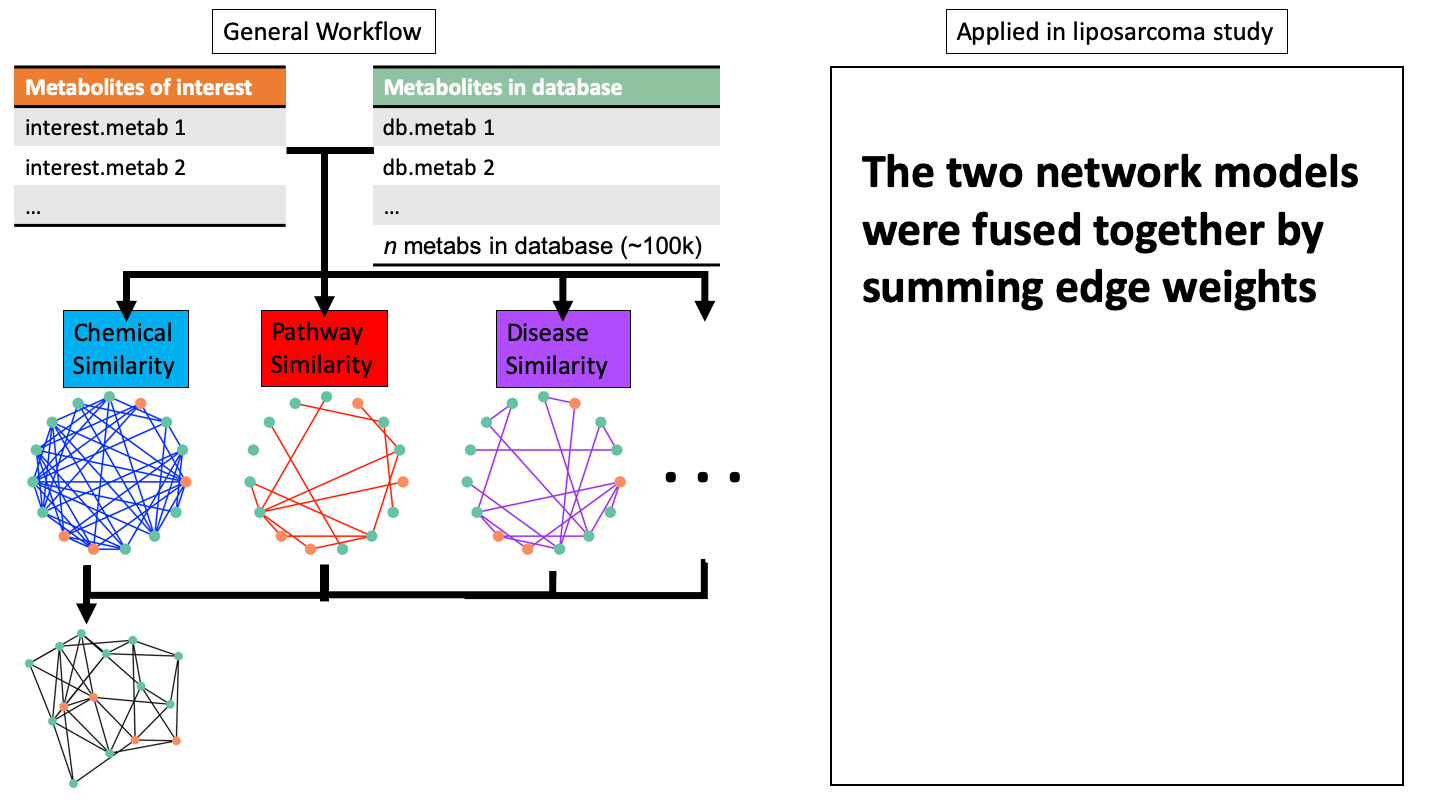 General Workflow
Metabolites of interest
interest.metab 1
interest.metab 2
...
Metabolites in database
db.metab 1
db.metab 2
...
n metabs in database (~100k)
Chemical
Similarity
Pathway
Similarity
Disease
Similarity
...
Applied in liposarcoma study
The two network models
were fused together by
summing edge weights